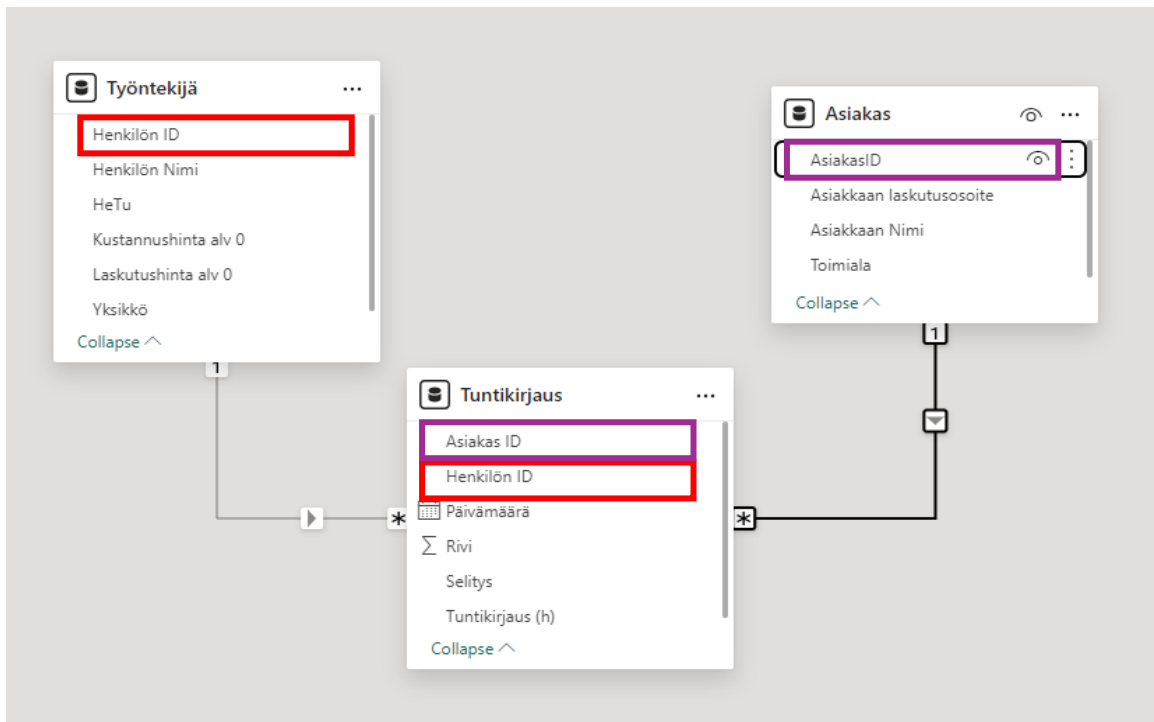 Työntekijä
Henkilön ID
Henkilön Nimi
HeTu
Kustannushinta alv 0
Laskutushinta alv 0
Yksikkö
Collapse
1
Asiakas
AsiakasID
Asiakkaan laskutusosoite
Asiakkaan Nimi
Toimiala
Collapse
1
Tuntikirjaus
Asiakas ID
Henkilön ID
Päivämäärä
∑ Rivi
Selitys
Tuntikirjaus (h)
Collapse
*
*